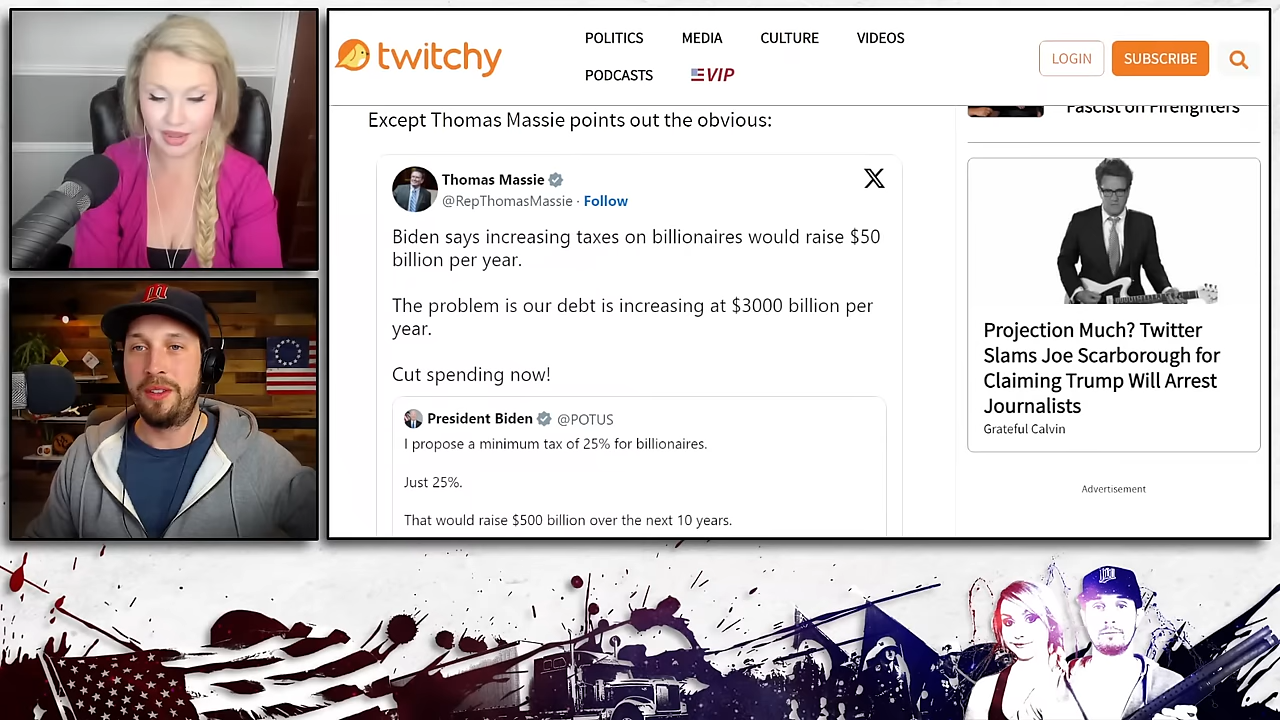 twitchy
POLITICS MEDIA CULTURE VIDEOS
PODCASTS VIP
LOGIN SUBSCRIBE
Except Thomas Massie points out the obvious:
Thomas Massie
@RepThomasMassie · Follow
Biden says increasing taxes on billionaires would raise $50
billion per year.
The problem is our debt is increasing at $3000 billion per
year.
Cut spending now!
President Biden @POTUS
I propose a minimum tax of 25% for billionaires.
Just 25%.
That would raise $500 billion over the next 10 years.
Fascist on Firefighters
Projection Much? Twitter
Slams Joe Scarborough for
Claiming Trump Will Arrest
Journalists
Grateful Calvin
Advertisement